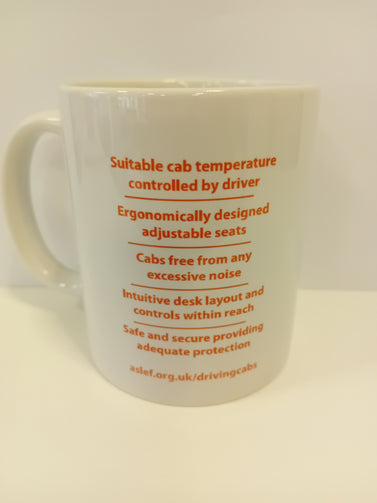 Suitable cab temperature
controlled by driver
Ergonomically designed
adjustable seats
Cabs free from any
excessive noise
Intuitive desk layout and
controls within reach
Safe and secure providing
adequate protection
aslef.org.uk/drivingcabs